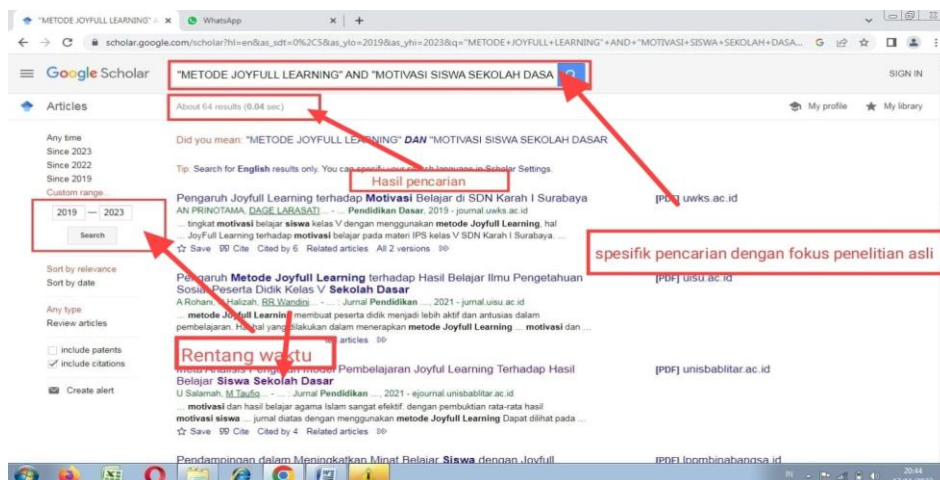 "METODE JOYFULL LEARNING" A
WhatsApp
scholar.google.com/scholar?hl=en&as_sdt=0%2C5&as_ylo=2019&as_yhi=2023&q="METODE+JOYFULL+LEARNING"+AND+"MOTIVASI+SISWA+SEKOLAH+DASA...
Google Scholar
"METODE JOYFULL LEARNING" AND "MOTIVASI SISWA SEKOLAH DASA
SIGN IN
Articles
About 64 results (0.04 sec)
My profile
My library
Any time
Since 2023
Since 2022
Since 2019
Custom range...
2019 — 2023
Search
Sort by relevance
Sort by date
Any type
Review articles
include patents
include citations
Create alert
Did you mean: "METODE JOYFULL LEARNING" DAN "MOTIVASI SISWA SEKOLAH DASAR
Tip: Search for English results only. You can specify your search language in Scholar Settings.
Hasil pencarian
Pengaruh Joyfull Learning terhadap Motivasi Belajar di SDN Karah I Surabaya
[PDF] uwks.ac.id
AN PRINOTAMA, DAGE LARASATI... - ... Pendidikan Dasar, 2019 - journal.uwks.ac.id
... tingkat motivasi belajar siswa kelas V dengan menggunakan metode Joyfull Learning, hal
... JoyFull Learning terhadap motivasi belajar pada materi IPS kelas V SDN Karah I Surabaya. ...
Save Cite Cited by 6 Related articles All 2 versions
spesifik pencarian dengan fokus penelitian asli
Pengaruh Metode Joyfull Learning terhadap Hasil Belajar Ilmu Pengetahuan
Sosial Peserta Didik Kelas V Sekolah Dasar
[PDF] uisu.ac.id
A Rohani, Halizah, RR Wandini... - ... : Jurnal Pendidikan ..., 2021 - jurnal.uisu.ac.id
... metode Joyfull Learning membuat peserta didik menjadi lebih aktif dan antusias dalam
pembelajaran. yang dilakukan dalam menerapkan metode Joyfull Learning ... motivasi dan ...
articles
Rentang waktu
Pembelajaran Joyful Learning Terhadap Hasil
Belajar Siswa Sekolah Dasar
[PDF] unisbablitar.ac.id
U Salamah, M Taufiq... - ... : Jurnal Pendidikan ..., 2021 - ejournal.unisbablitar.ac.id
... motivasi dan hasil belajar agama Islam sangat efektif. dengan pembuktian rata-rata hasil
motivasi siswa ... jurnal diatas dengan menggunakan metode Joyfull Learning Dapat dilihat pada ...
Save Cite Cited by 4 Related articles
Pendampingan dalam Meningkatkan Minat Belajar Siswa dengan Joyfull
[PDF] lppmbinabangsa.id
IN
20:44